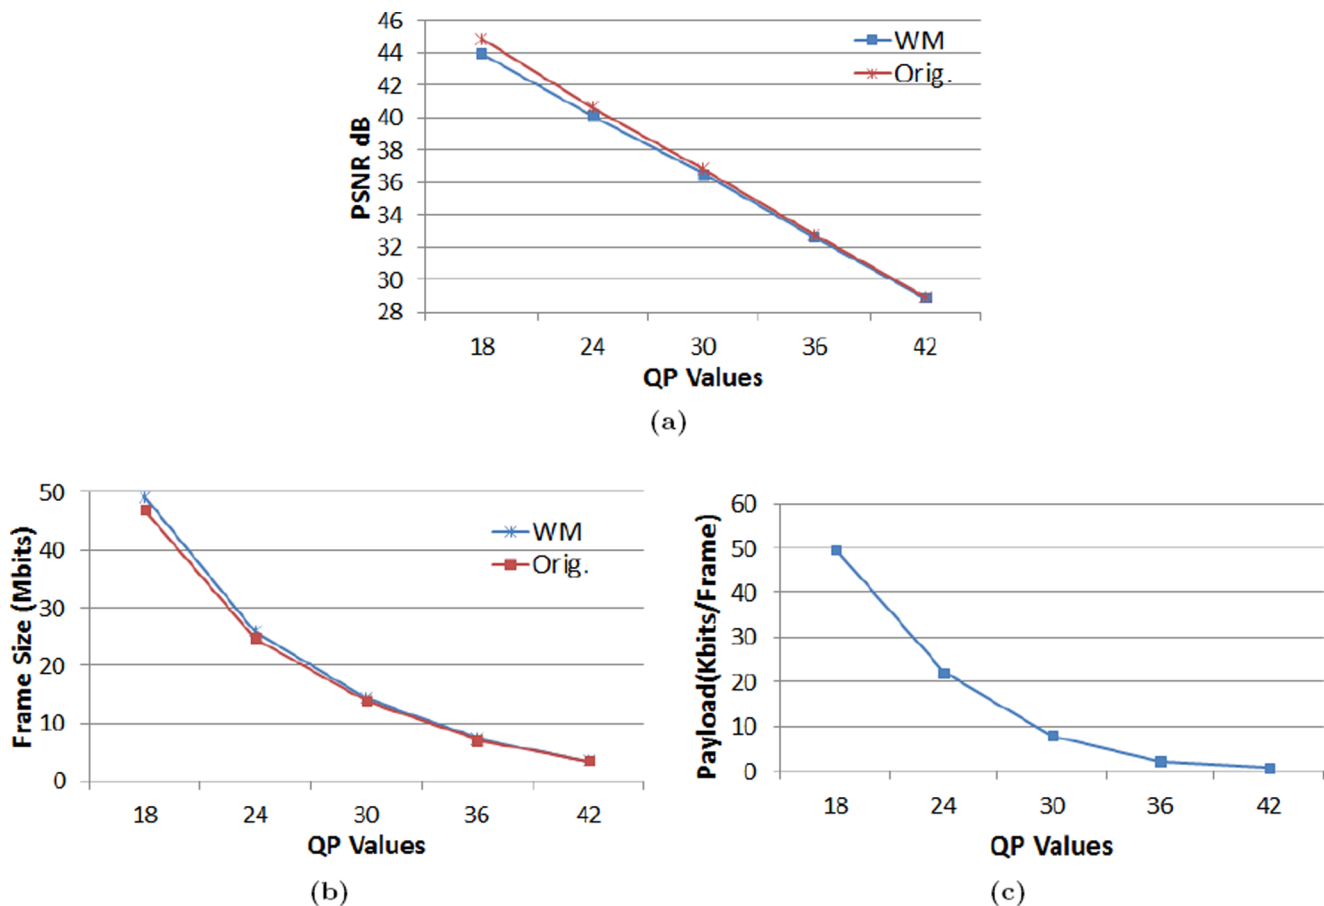 46
44
42
40
38
36
34
32
30
28
PSNR dB
WM
Orig.
18 24 30 36 42
QP Values
(a)
50
40
30
20
10
0
Frame Size (Mbits)
WM
Orig.
18 24 30 36 42
QP Values
(b)
60
50
40
30
20
10
0
Payload(Kbits/Frame)
18 24 30 36 42
QP Values
(c)